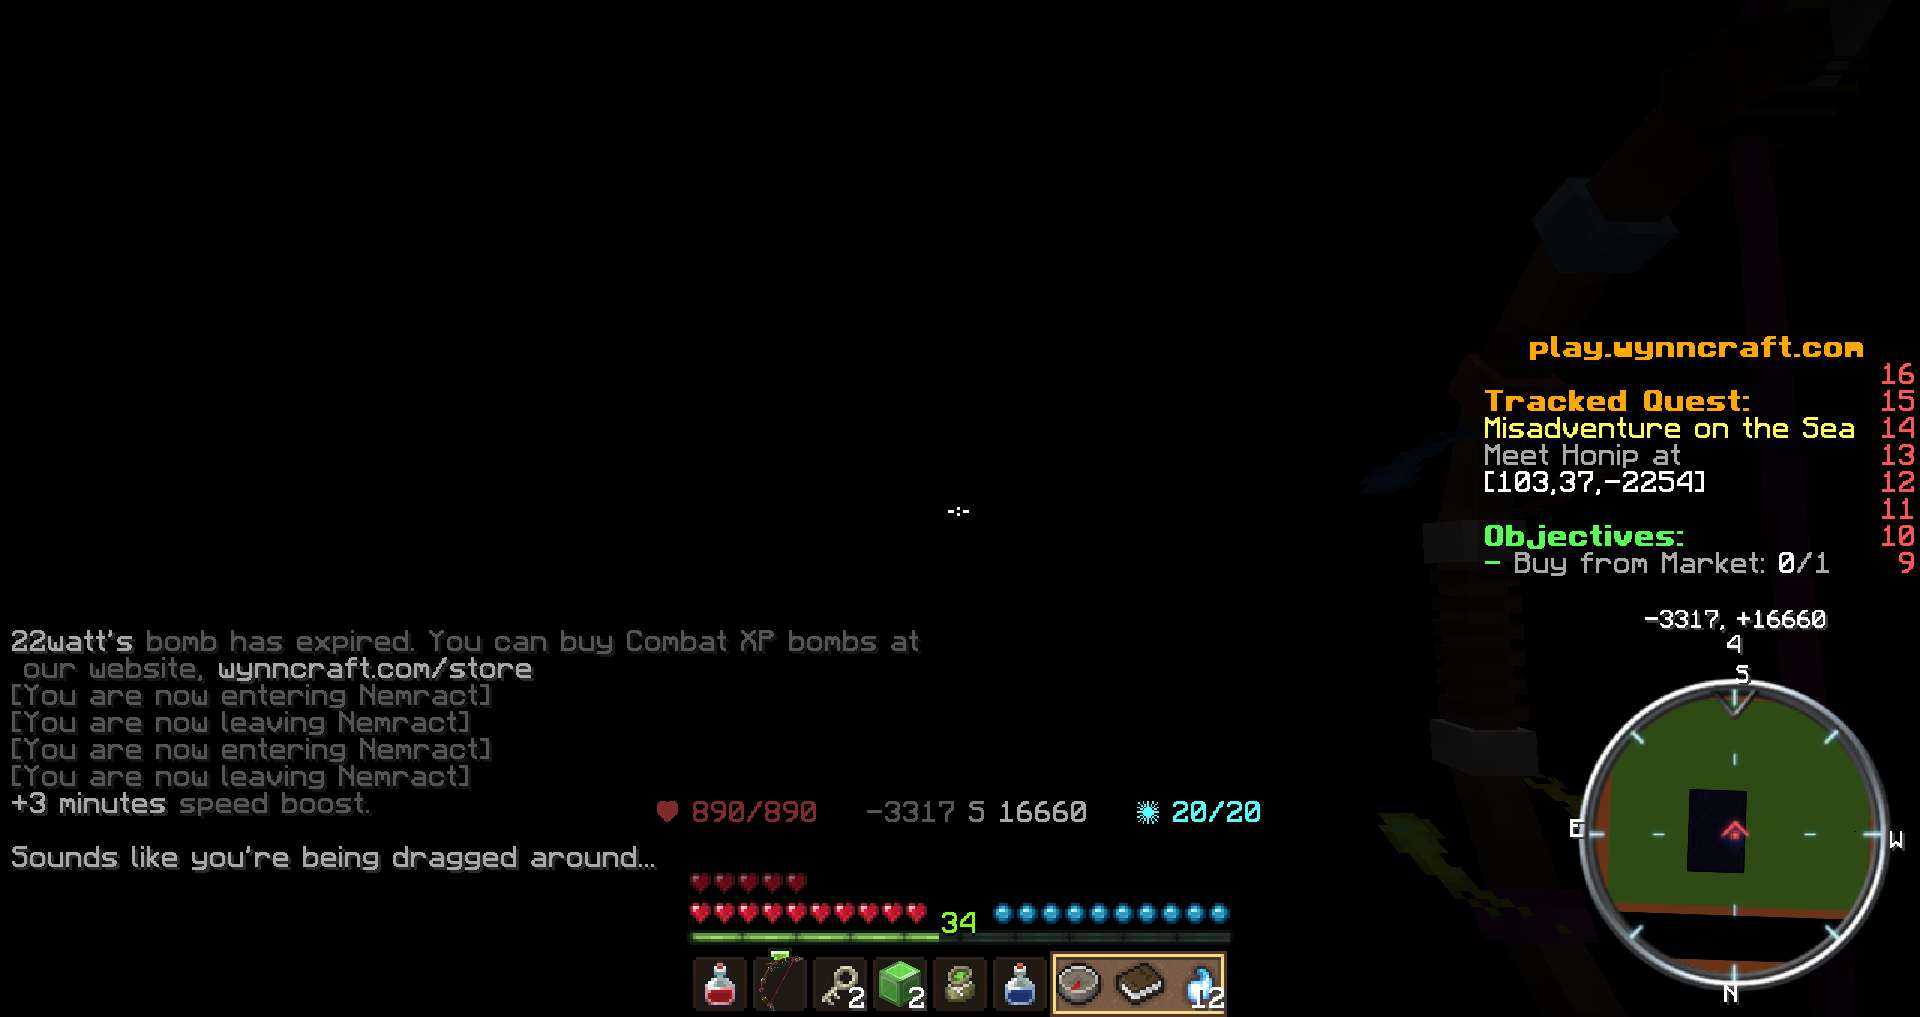 play.wynncraft.com
16
Tracked Quest: 15
Misadventure on the Sea 14
Meet Honip at 13
[103,37,-2254] 12
11
Objectives: 10
- Buy from Market: 0/1 9
-3317, +16660
4
S
E
W
N
22watt's bomb has expired. You can buy Combat XP bombs at
our website, wynncraft.com/store
[You are now entering Nemract]
[You are now leaving Nemract]
[You are now entering Nemract]
[You are now leaving Nemract]
+3 minutes speed boost.
Sounds like you're being dragged around...
890/890 -3317 S 16660 20/20
34
2 2 12